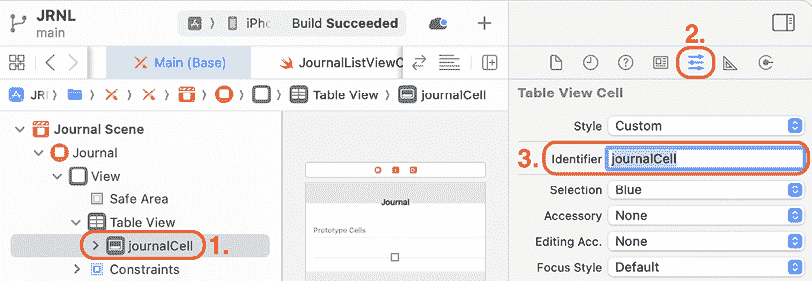 JRNL
main
iPho
Build Succeeded
2.
Main (Base)
JournalListViewC
JRI
Table View
journalCell
Table View Cell
Style
Custom
3.
Identifier
journalCell
Selection
Blue
Accessory
None
Editing Acc.
None
Focus Style
Default
Journal Scene
Journal
View
Safe Area
Table View
journalCell
1.
Constraints
Journal
Prototype Cells